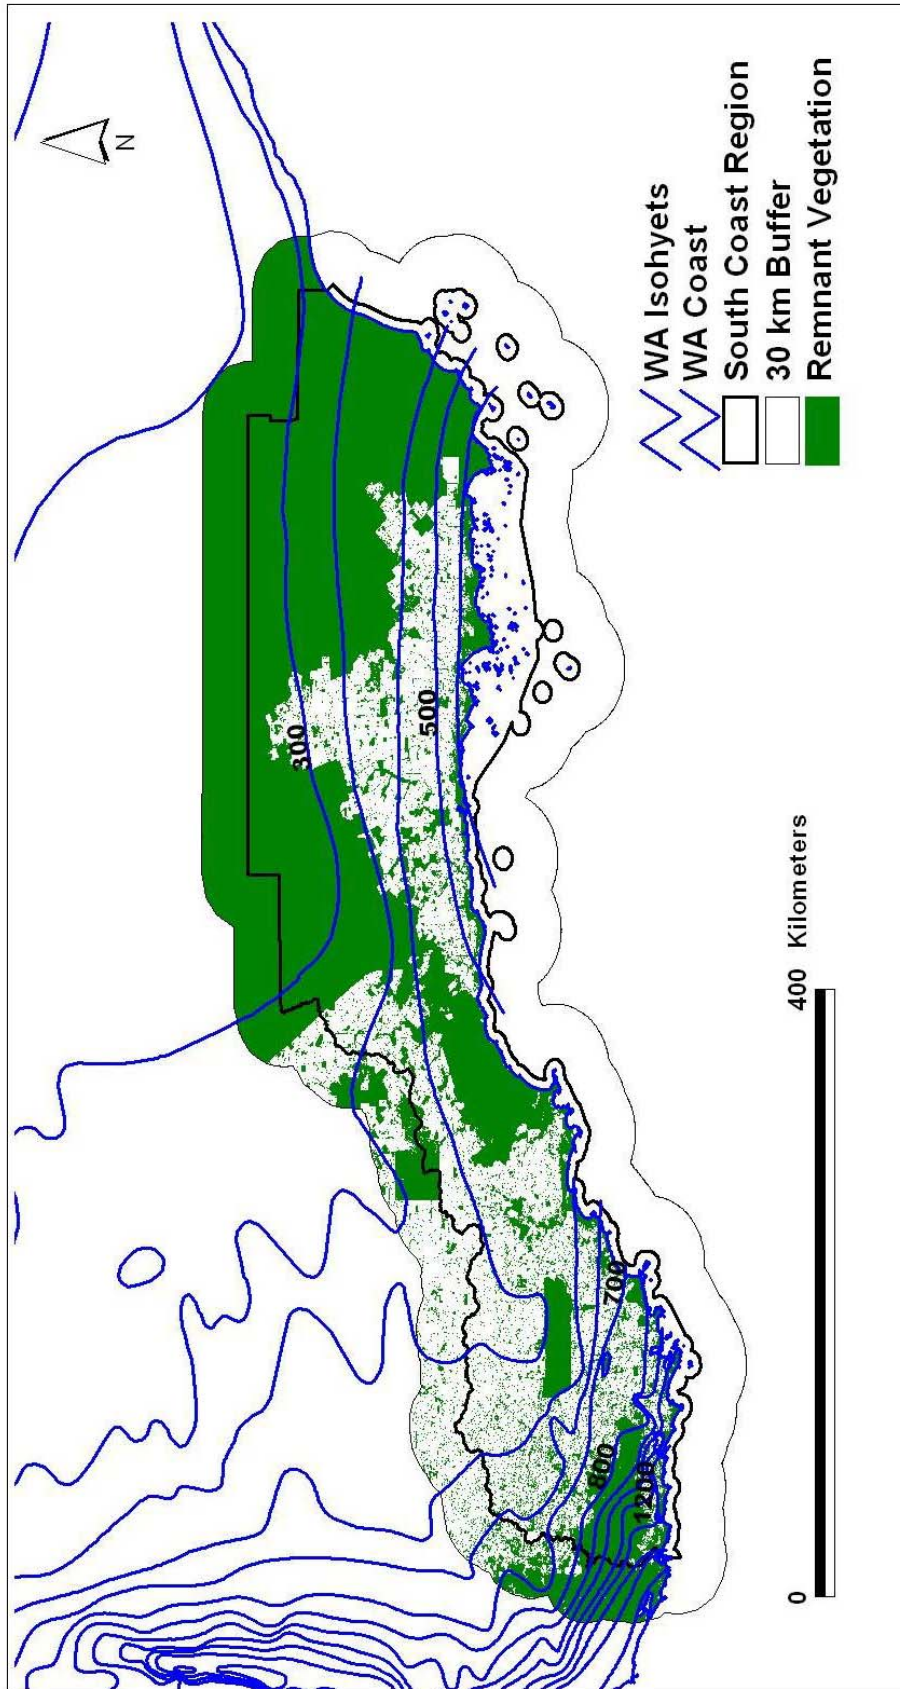 N
300
500
700
800
1200
WA Isohyets
WA Coast
South Coast Region
30 km Buffer
Remnant Vegetation
0
400 Kilometers